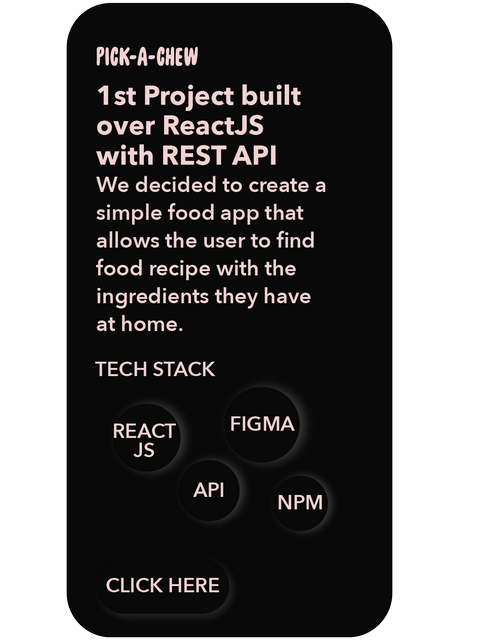 PICK-A-CHEW
1st Project built
over ReactJS
with REST API
We decided to create a
simple food app that
allows the user to find
food recipe with the
ingredients they have
at home.
TECH STACK
REACT
JS
FIGMA
API
NPM
CLICK HERE